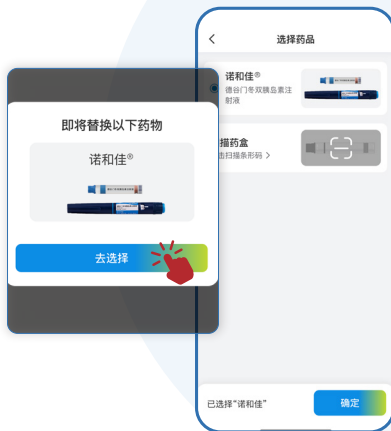 即将替换以下药物
诺和佳®
去选择
选择药品
诺和佳®
德谷门冬双胰岛素注
射液
描药盒
击扫描条形码 >
已选择“诺和佳”
确定